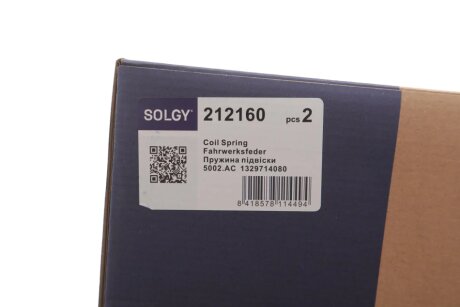 SOLGY 212160 pcs 2
Coil Spring
Fahrwerksfeder
Пружина підвіски
5002.AC 1329714080
8 418578 114494